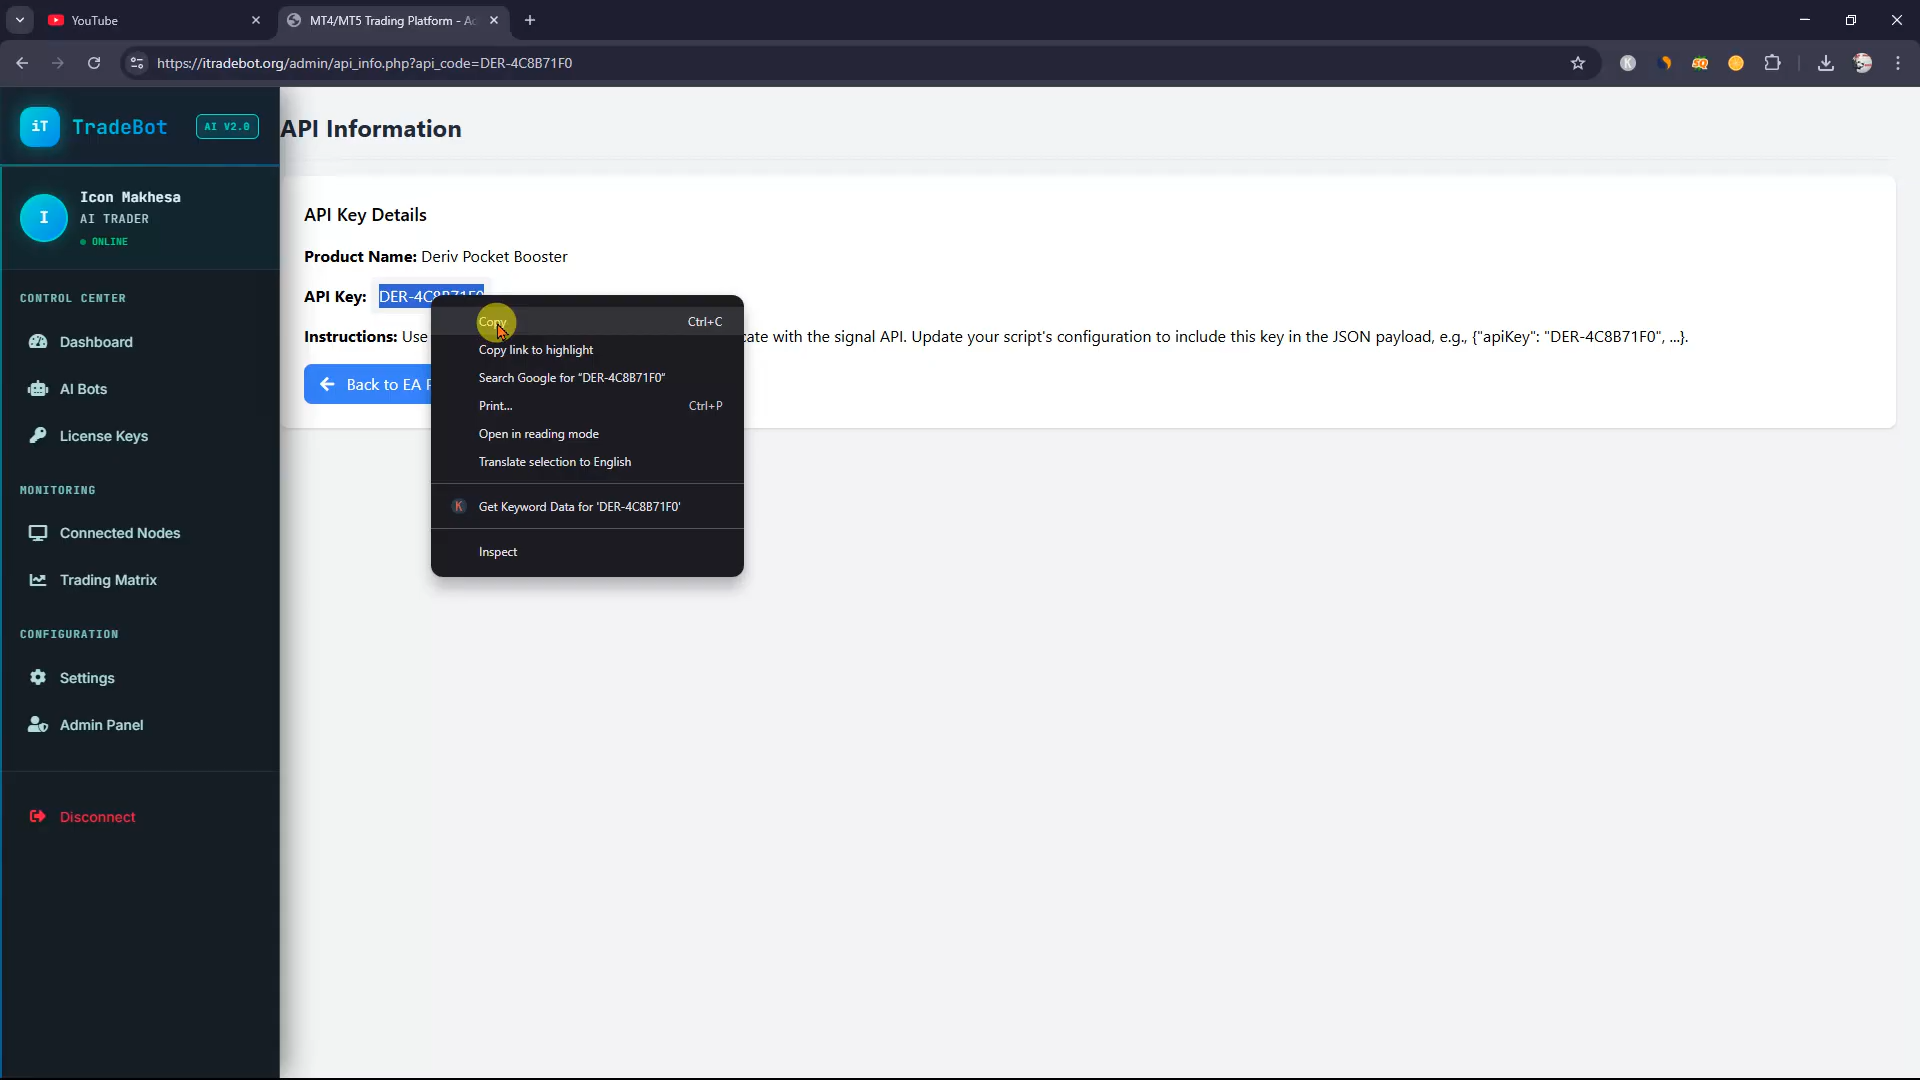 YouTube
MT4/MT5 Trading Platform - Ac
https://itradebot.org/admin/api_info.php?api_code=DER-4C8B71F0
iT
TradeBot
AI V2.0
I
Icon Makhesa
AI TRADER
ONLINE
CONTROL CENTER
Dashboard
AI Bots
License Keys
MONITORING
Connected Nodes
Trading Matrix
CONFIGURATION
Settings
Admin Panel
Disconnect
API Information
API Key Details
Product Name: Deriv Pocket Booster
API Key: DER-4C8B71F0
Instructions: Use cate with the signal API. Update your script's configuration to include this key in the JSON payload, e.g., {"apiKey": "DER-4C8B71F0", ...}.
Back to EA
Copy Ctrl+C
Copy link to highlight
Search Google for “DER-4C8B71F0”
Print... Ctrl+P
Open in reading mode
Translate selection to English
K Get Keyword Data for 'DER-4C8B71F0'
Inspect